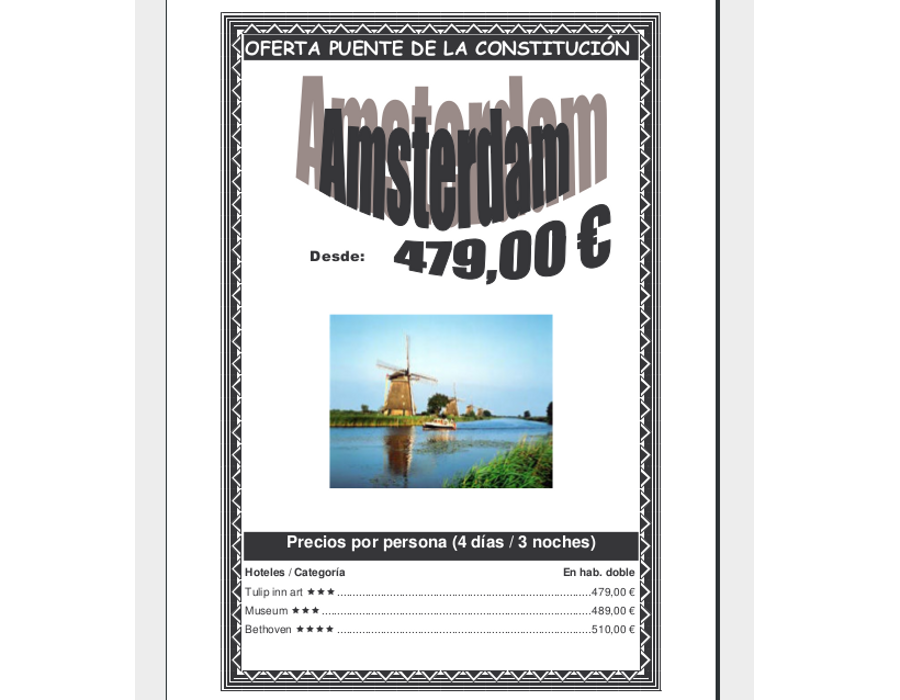 OFERTA PUENTE DE LA CONSTITUCIÓN
Amsterdam
Desde: 479,00 €
Precios por persona (4 días / 3 noches)
Hoteles / Categoría En hab. doble
Tulip inn art ★★★ ........................................479,00 €
Museum ★★★ ........................................489,00 €
Bethoven ★★★★ ........................................510,00 €